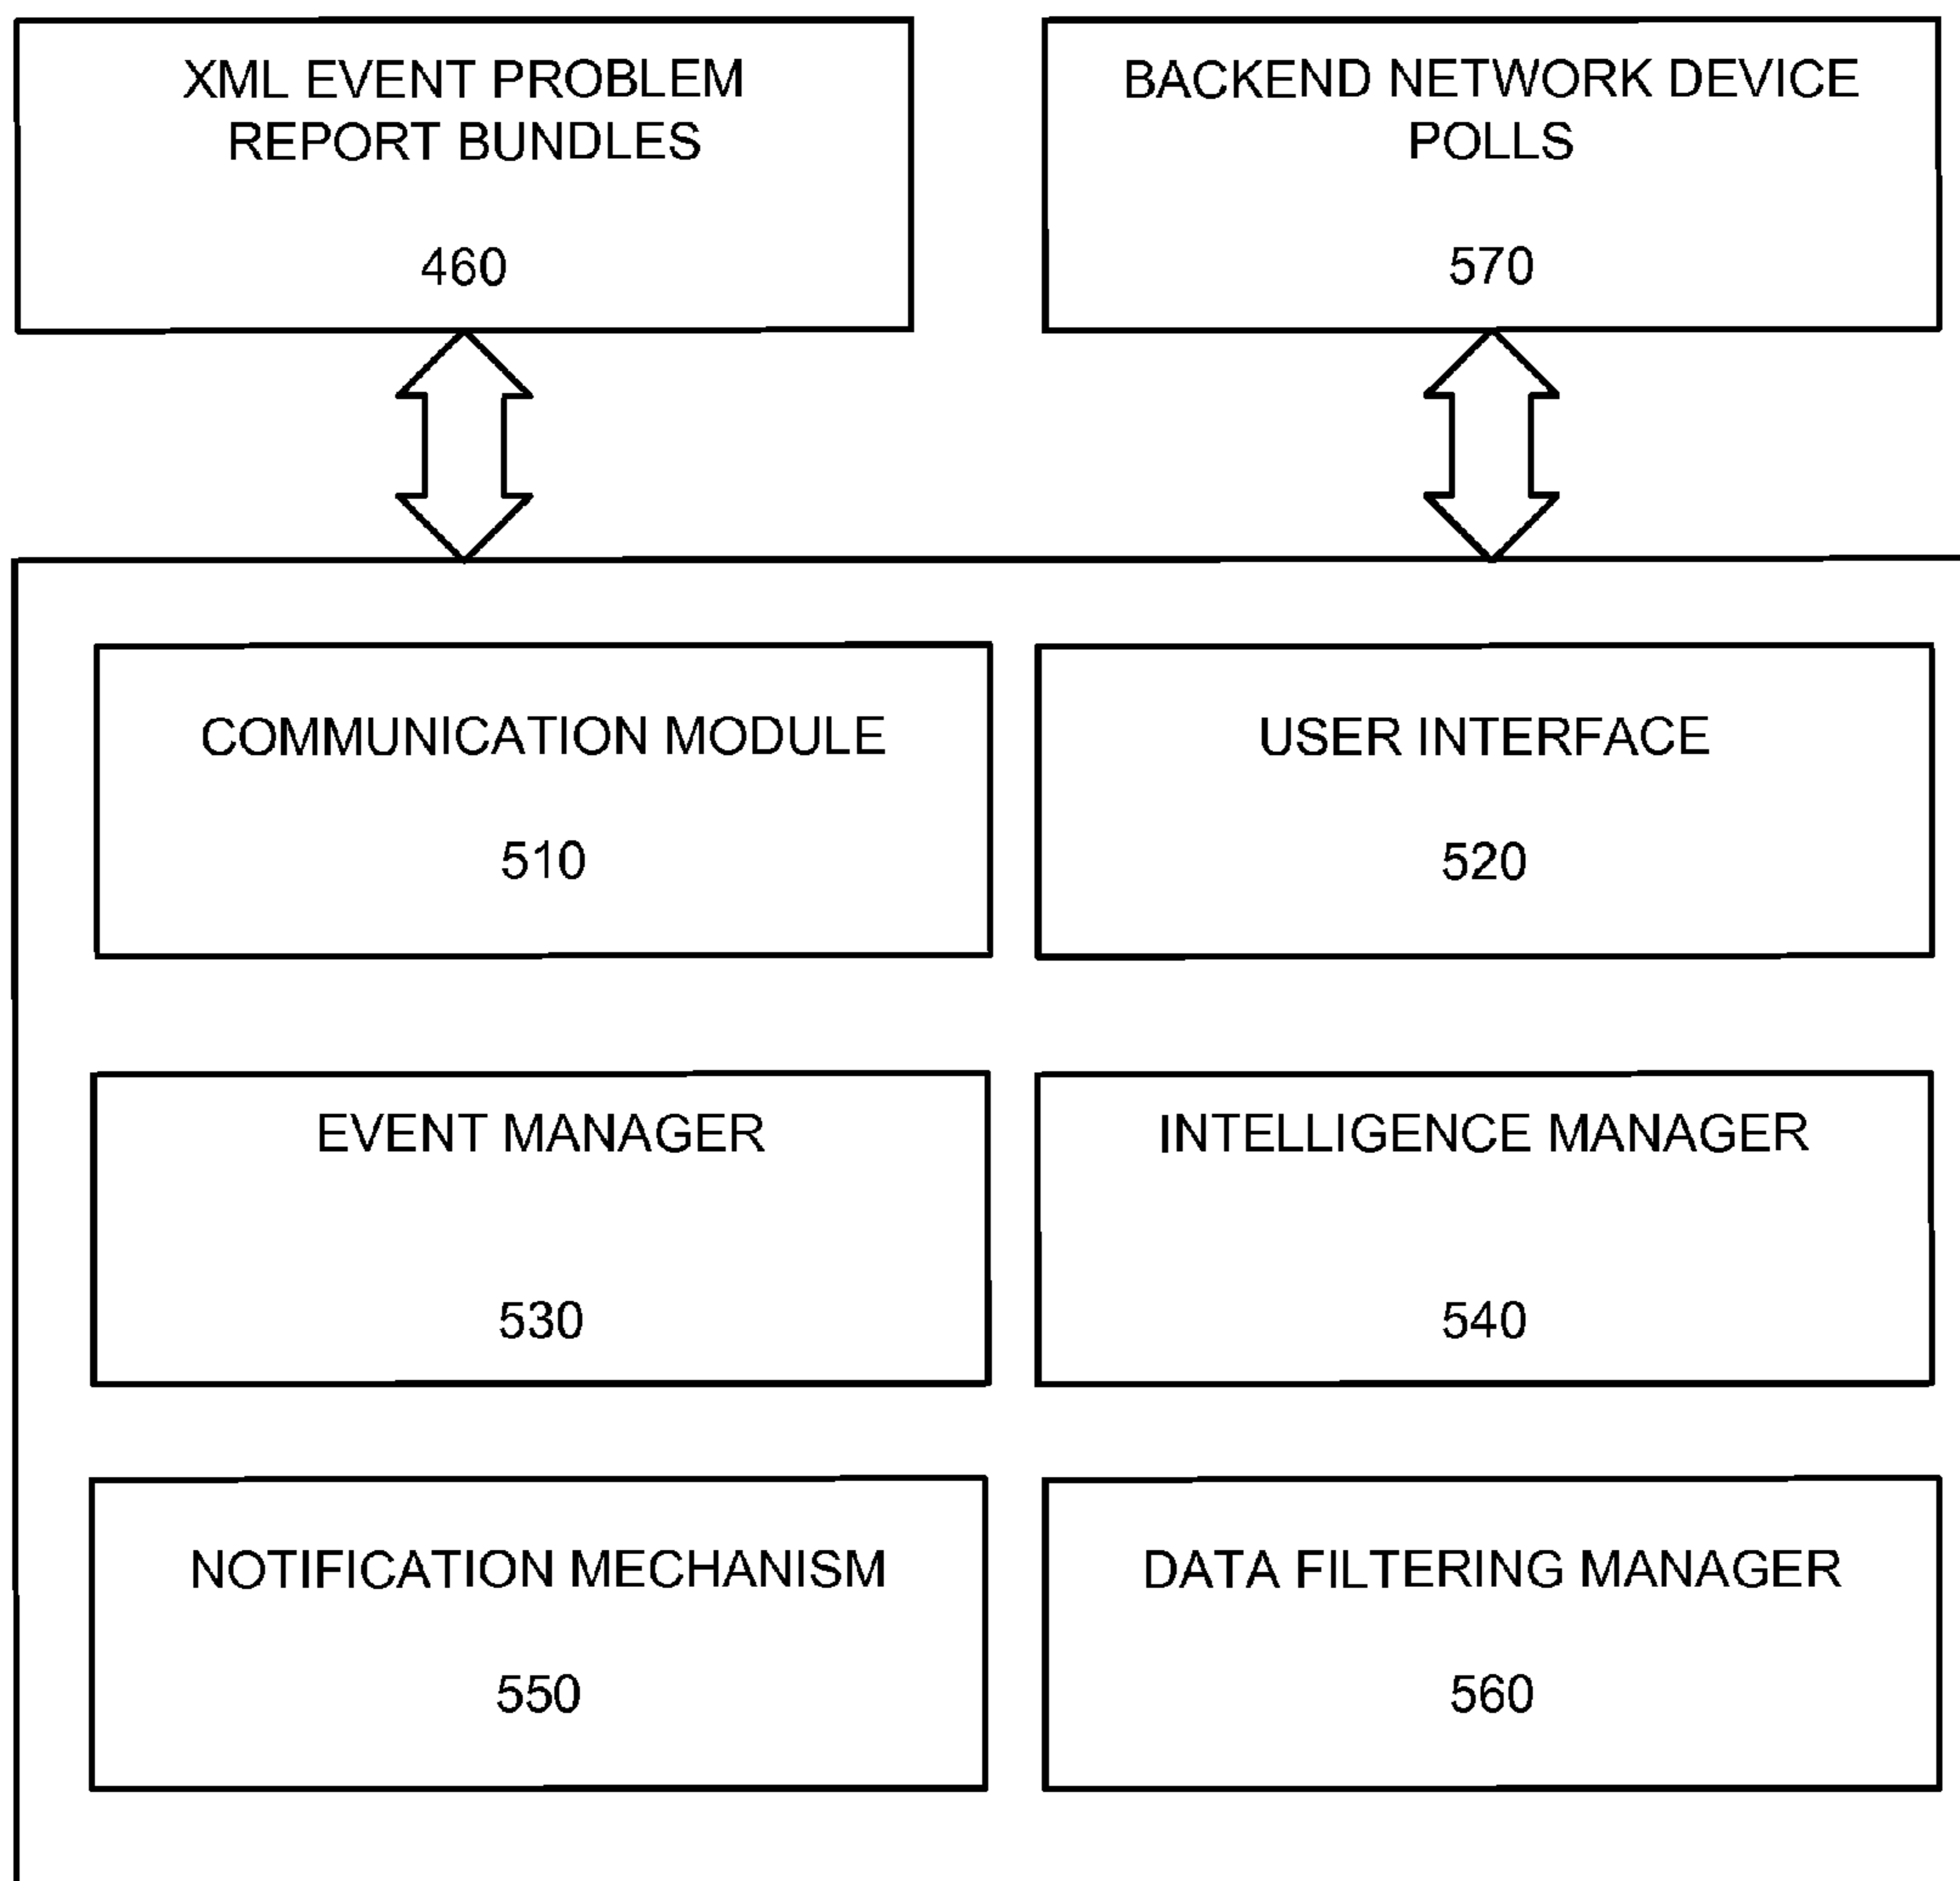 XML EVENT PROBLEM
REPORT BUNDLES
460
BACKEND NETWORK DEVICE
POLLS
570
COMMUNICATION MODULE
510
USER INTERFACE
520
EVENT MANAGER
530
INTELLIGENCE MANAGER
540
NOTIFICATION MECHANISM
550
DATA FILTERING MANAGER
560